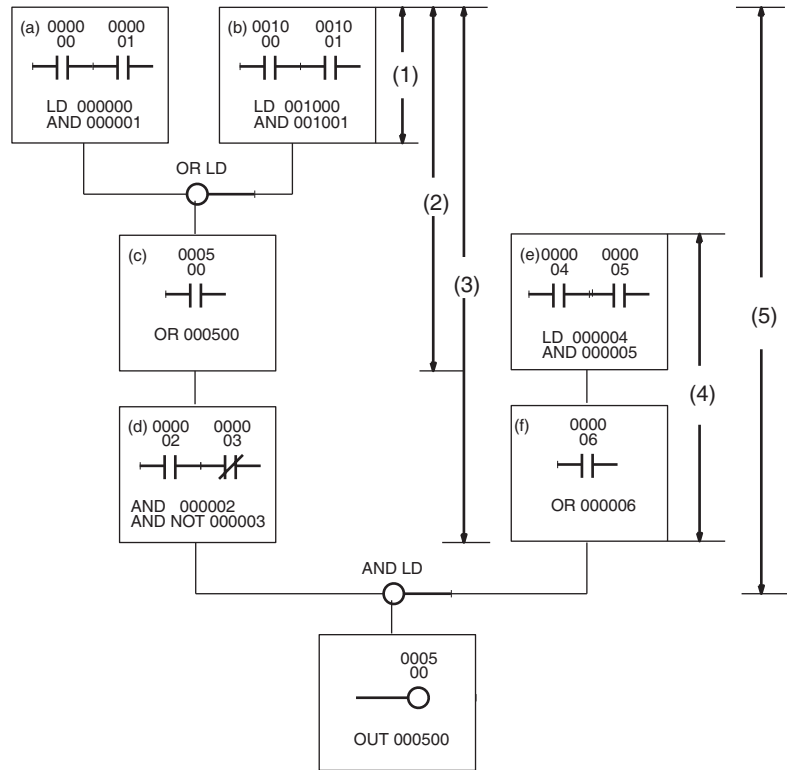 (a) 0000 0000
00 01
LD 000000
AND 000001
(b) 0010 0010
00 01
LD 001000
AND 001001
(1)
OR LD
(2)
(c) 0005
00
OR 000500
(3)
(e) 0000 0000
04 05
LD 000004
AND 000005
(5)
(4)
(d) 0000 0000
02 03
AND 000002
AND NOT 000003
(f) 0000
06
OR 000006
AND LD
0005
00
OUT 000500